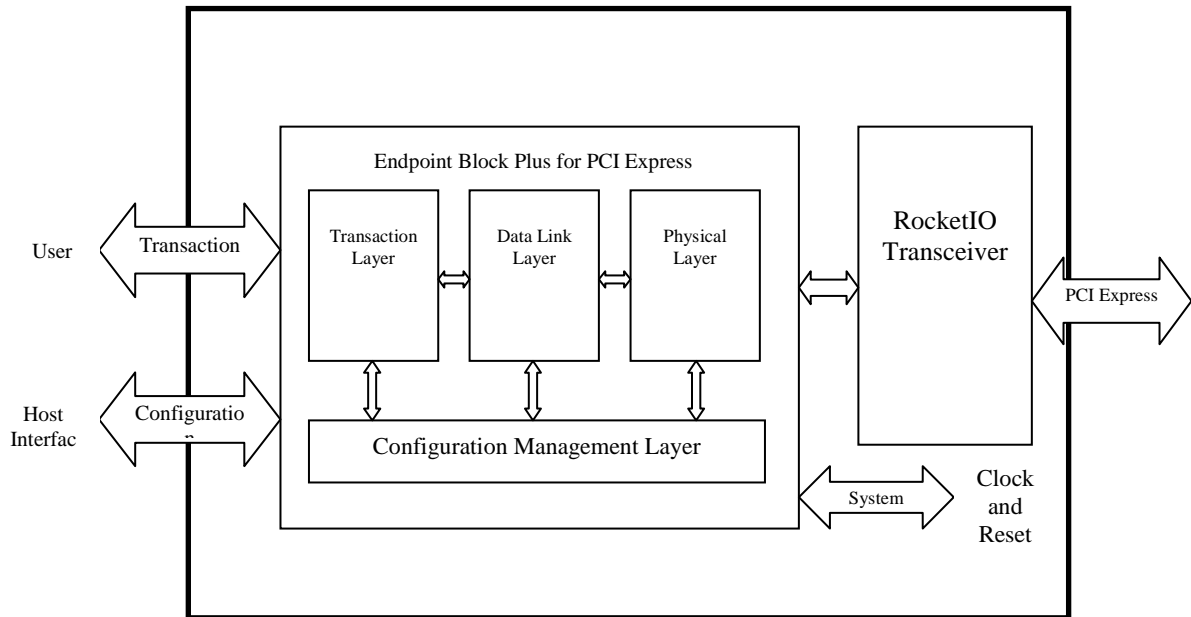 Endpoint Block Plus for PCI Express
User
Transaction
Transaction
Layer
Data Link
Layer
Physical
Layer
RocketIO
Transceiver
PCI Express
Host
Interfac
Configuration
Configuration Management Layer
System
Clock
and
Reset